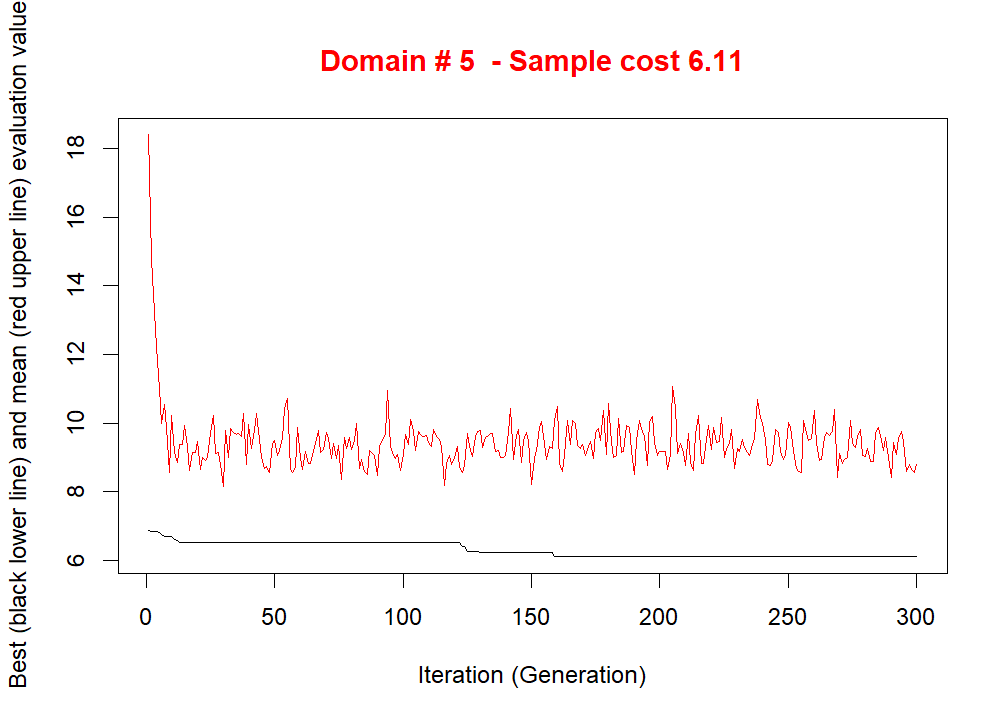 Domain # 5  - Sample cost 6.11
Best (black lower line) and mean (red upper line) evaluation value
18
16
14
12
10
8
6
0 50 100 150 200 250 300
Iteration (Generation)